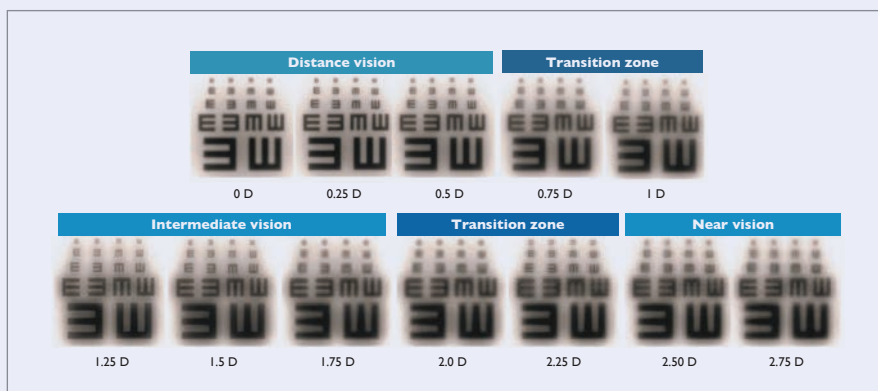 Distance vision Transition zone
E Ǝ m w
E Ǝ m w
Ǝ W
0 D 0.25 D 0.5 D 0.75 D 1 D
Intermediate vision Transition zone Near vision
1.25 D 1.5 D 1.75 D 2.0 D 2.25 D 2.50 D 2.75 D